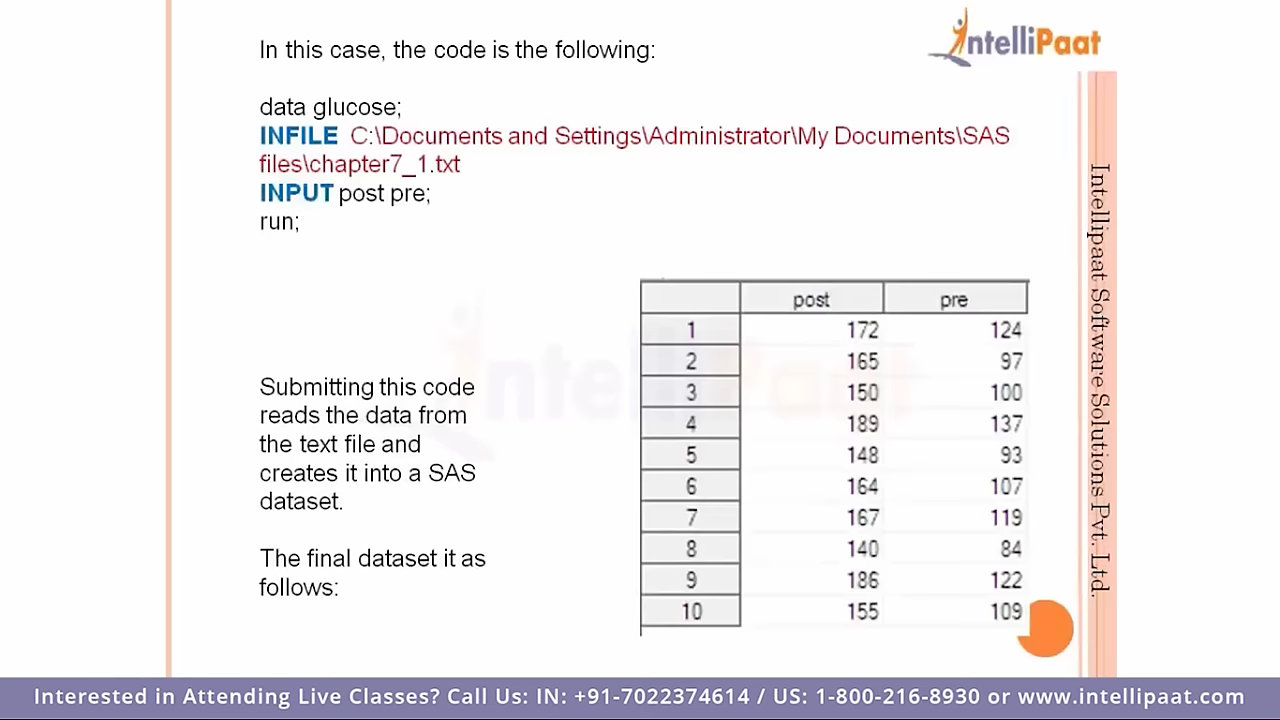 IntelliPaat
In this case, the code is the following:
data glucose;
INFILE C:\Documents and Settings\Administrator\My Documents\SAS
files\chapter7_1.txt
INPUT post pre;
run;
Submitting this code
reads the data from
the text file and
creates it into a SAS
dataset.
The final dataset it as
follows:
post pre
1 172 124
2 165 97
3 150 100
4 189 137
5 148 93
6 164 107
7 167 119
8 140 84
9 186 122
10 155 109
IntelliPaat
Intellipaat Software Solutions Pvt. Ltd.
Interested in Attending Live Classes? Call Us: IN: +91-7022374614 / US: 1-800-216-8930 or www.intellipaat.com